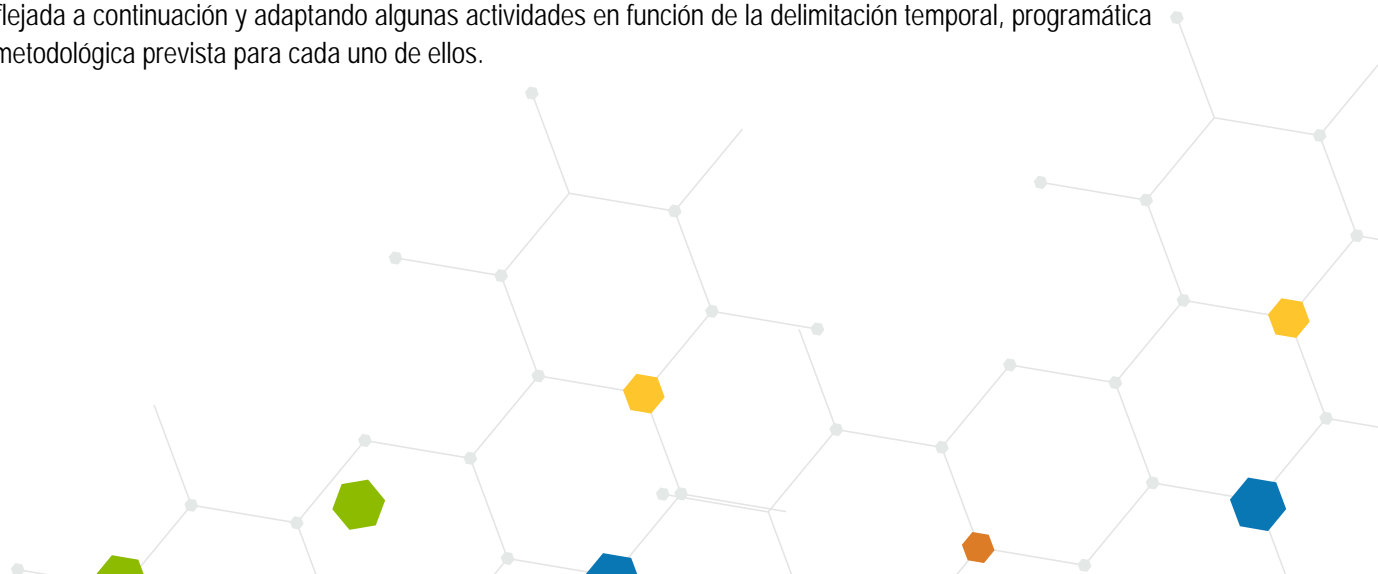 flejada a continuación y adaptando algunas actividades en función de la delimitación temporal, programática
metodológica prevista para cada uno de ellos.